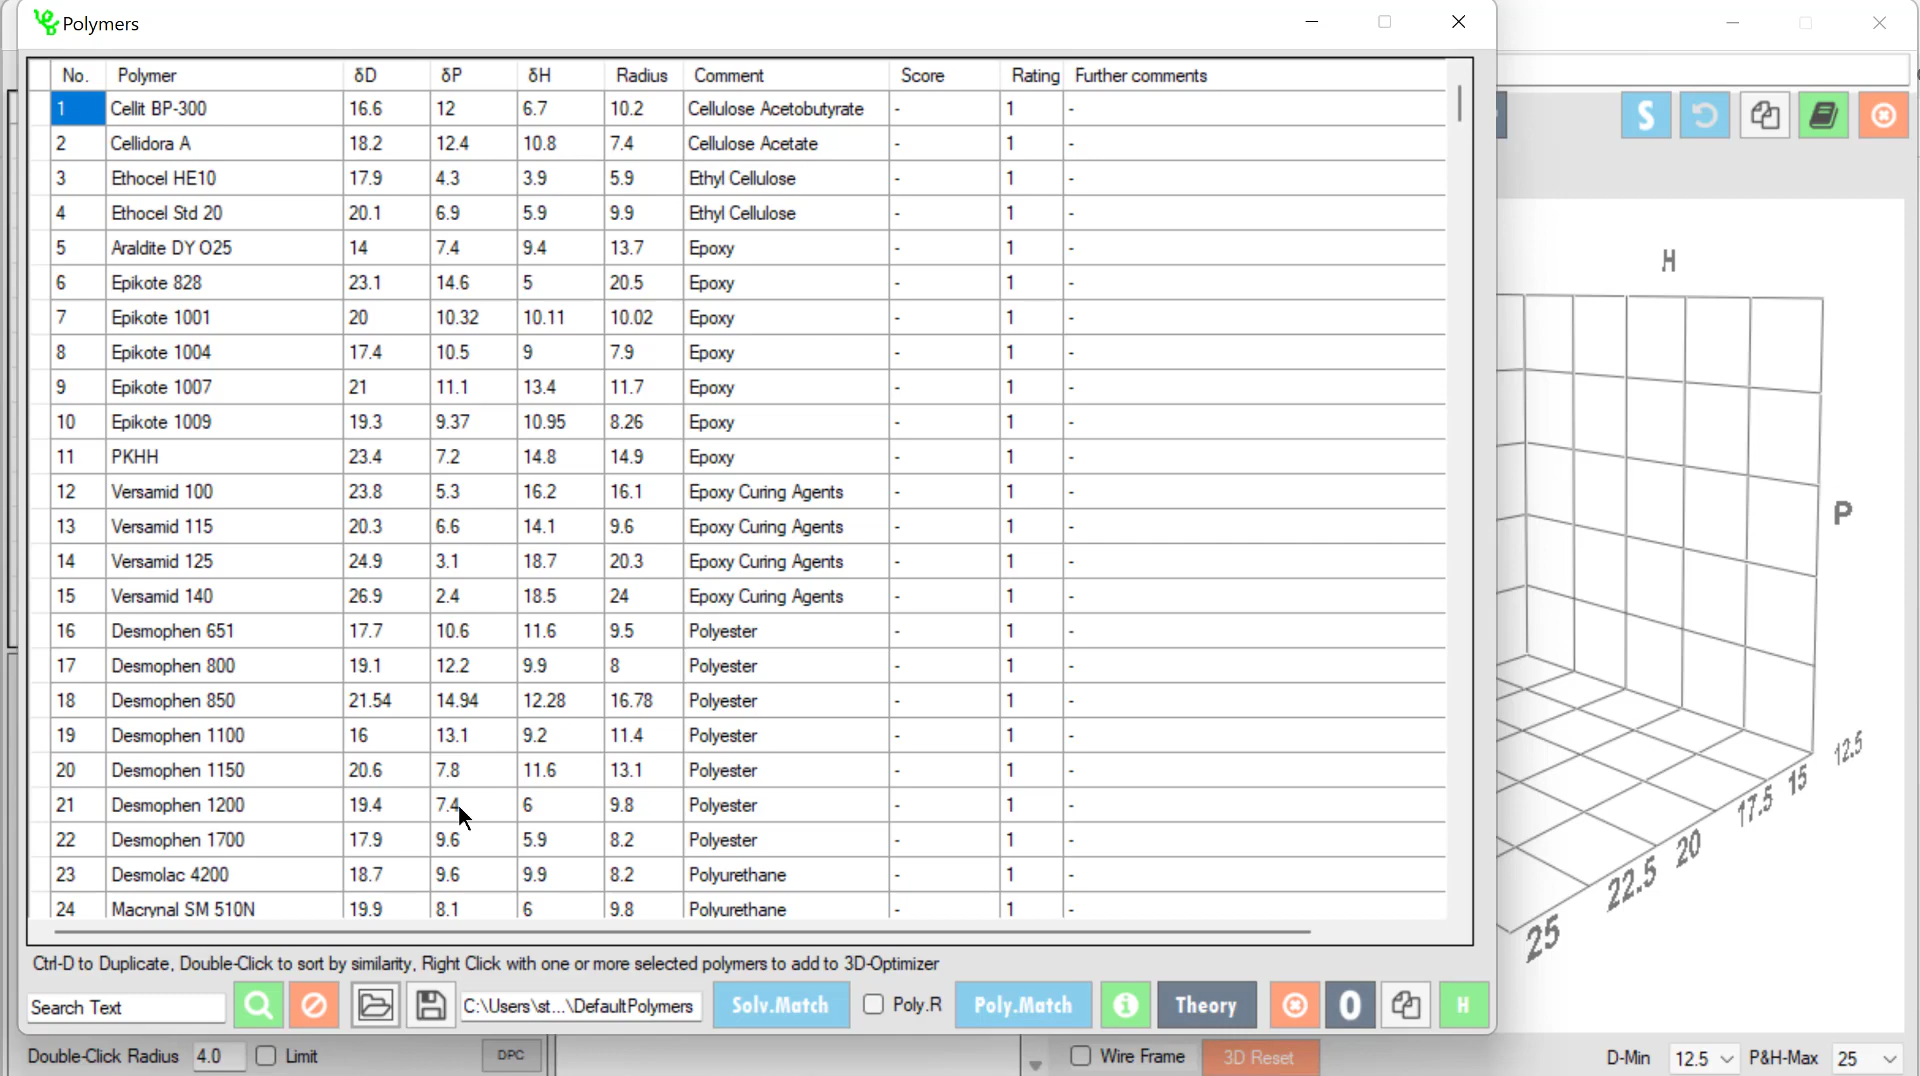 Polymers
No. Polymer δD δP δH Radius Comment Score Rating Further comments
1 Cellit BP-300 16.6 12 6.7 10.2 Cellulose Acetobutyrate - 1 -
2 Cellidora A 18.2 12.4 10.8 7.4 Cellulose Acetate - 1 -
3 Ethocel HE10 17.9 4.3 3.9 5.9 Ethyl Cellulose - 1 -
4 Ethocel Std 20 20.1 6.9 5.9 9.9 Ethyl Cellulose - 1 -
5 Araldite DY O25 14 7.4 9.4 13.7 Epoxy - 1 -
6 Epikote 828 23.1 14.6 5 20.5 Epoxy - 1 -
7 Epikote 1001 20 10.32 10.11 10.02 Epoxy - 1 -
8 Epikote 1004 17.4 10.5 9 7.9 Epoxy - 1 -
9 Epikote 1007 21 11.1 13.4 11.7 Epoxy - 1 -
10 Epikote 1009 19.3 9.37 10.95 8.26 Epoxy - 1 -
11 PKHH 23.4 7.2 14.8 14.9 Epoxy - 1 -
12 Versamid 100 23.8 5.3 16.2 16.1 Epoxy Curing Agents - 1 -
13 Versamid 115 20.3 6.6 14.1 9.6 Epoxy Curing Agents - 1 -
14 Versamid 125 24.9 3.1 18.7 20.3 Epoxy Curing Agents - 1 -
15 Versamid 140 26.9 2.4 18.5 24 Epoxy Curing Agents - 1 -
16 Desmophen 651 17.7 10.6 11.6 9.5 Polyester - 1 -
17 Desmophen 800 19.1 12.2 9.9 8 Polyester - 1 -
18 Desmophen 850 21.54 14.94 12.28 16.78 Polyester - 1 -
19 Desmophen 1100 16 13.1 9.2 11.4 Polyester - 1 -
20 Desmophen 1150 20.6 7.8 11.6 13.1 Polyester - 1 -
21 Desmophen 1200 19.4 7.4 6 9.8 Polyester - 1 -
22 Desmophen 1700 17.9 9.6 5.9 8.2 Polyester - 1 -
23 Desmolac 4200 18.7 9.6 9.9 8.2 Polyurethane - 1 -
24 Macrynal SM 510N 19.9 8.1 6 9.8 Polyurethane - 1 -
Ctrl-D to Duplicate, Double-Click to sort by similarity, Right Click with one or more selected polymers to add to 3D-Optimizer
Search Text C:\Users\st...\DefaultPolymers Solv.Match Poly.R Poly.Match Theory O H
Double-Click Radius 4.0 Limit DPC Wire Frame 3D Reset D-Min 12.5 P&H-Max 25
S
H
P
12.5
15
17.5
20
22.5
25